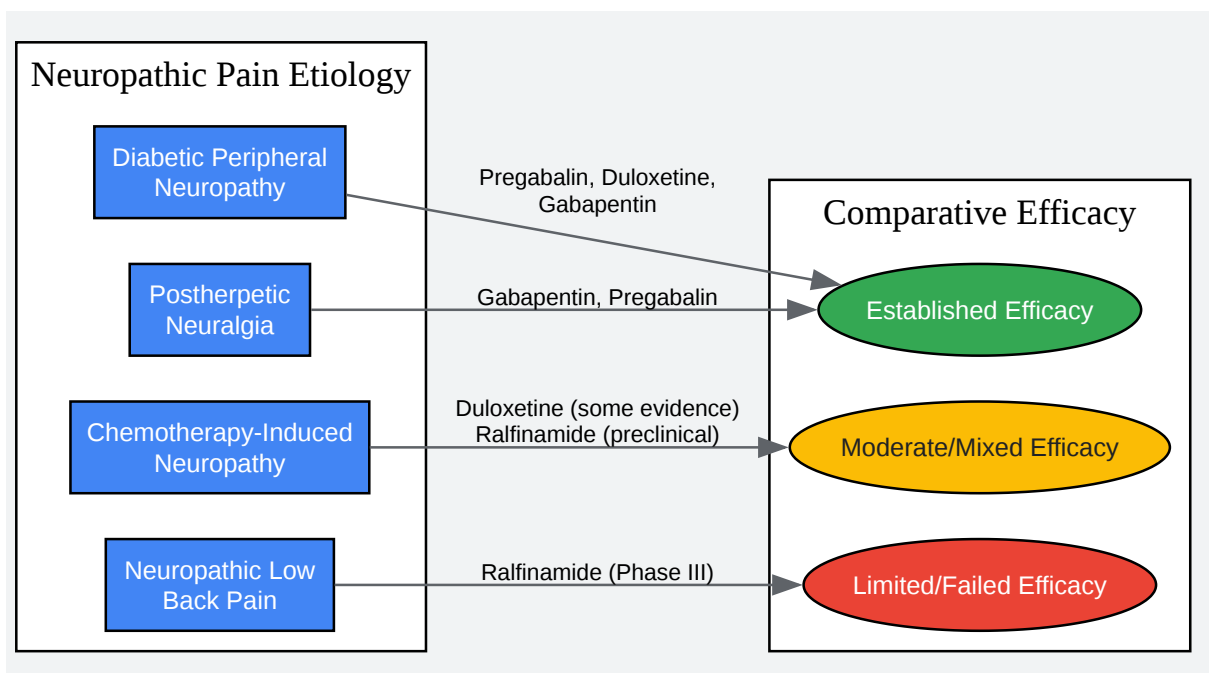 Neuropathic Pain Etiology
Diabetic Peripheral
Neuropathy
Postherpetic
Neuralgia
Chemotherapy-Induced
Neuropathy
Neuropathic Low
Back Pain
Pregabalin, Duloxetine,
Gabapentin
Gabapentin, Pregabalin
Duloxetine (some evidence)
Ralfinamide (preclinical)
Ralfinamide (Phase III)
Comparative Efficacy
Established Efficacy
Moderate/Mixed Efficacy
Limited/Failed Efficacy